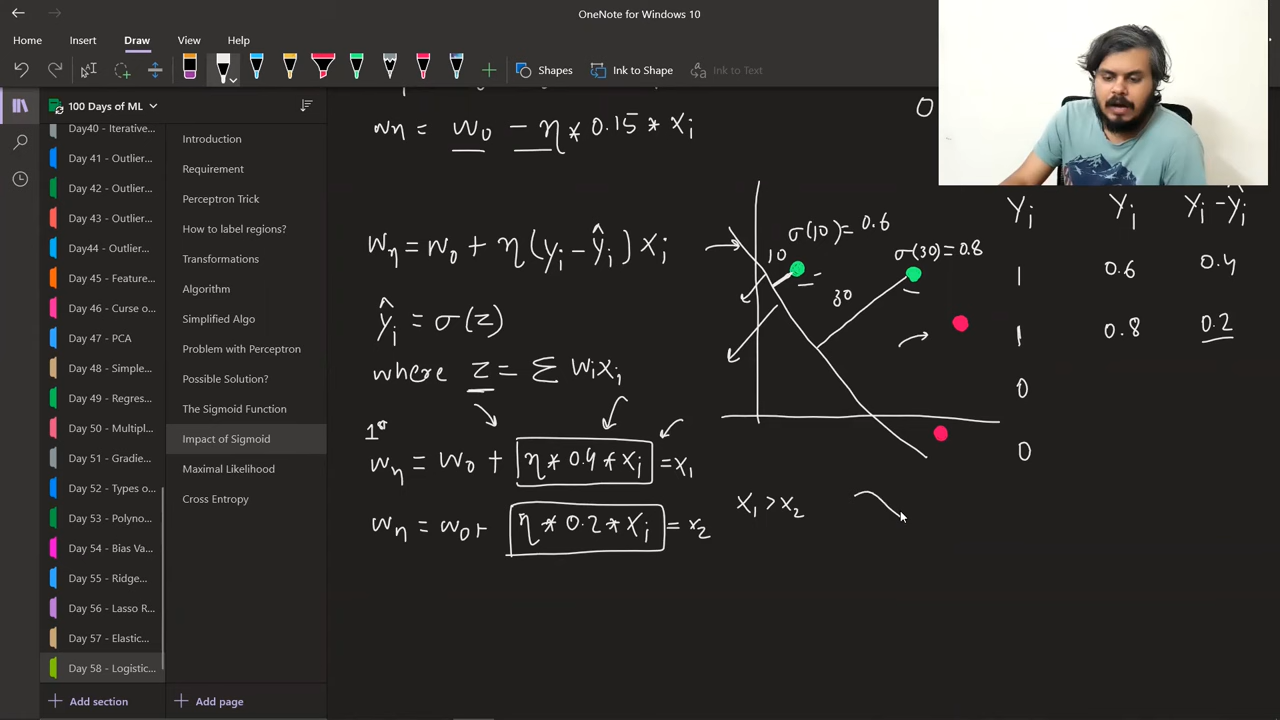 OneNote for Windows 10
Home Insert Draw View Help
Shapes Ink to Shape Ink to Text
100 Days of ML
Day40 - Iterative...
Day 41 - Outlier...
Day 42 - Outlier...
Day 43 - Outlier...
Day44 - Outlier...
Day 45 - Feature...
Day 46 - Curse o...
Day 47 - PCA
Day 48 - Simple...
Day 49 - Regres...
Day 50 - Multipl...
Day 51 - Gradie...
Day 52 - Types o...
Day 53 - Polyno...
Day 54 - Bias Va...
Day 55 - Ridge...
Day 56 - Lasso R...
Day 57 - Elastic...
Day 58 - Logistic...
Add section
Introduction
Requirement
Perceptron Trick
How to label regions?
Transformations
Algorithm
Simplified Algo
Problem with Perceptron
Possible Solution?
The Sigmoid Function
Impact of Sigmoid
Maximal Likelihood
Cross Entropy
Add page
wη = w₀ - η * 0.15 * xᵢ
wη = w₀ + η(yᵢ - ŷᵢ) xᵢ
ŷᵢ = σ(z)
where z = Σ wᵢxᵢ
1st
wη = w₀ + η * 0.4 * xᵢ = x₁
wη = w₀ + η * 0.2 * xᵢ = x₂
x₁ > x₂
σ(10) = 0.6
10
σ(30) = 0.8
30
0
Yᵢ Ŷᵢ Yᵢ - Ŷᵢ
1 0.6 0.4
1 0.8 0.2
0
0